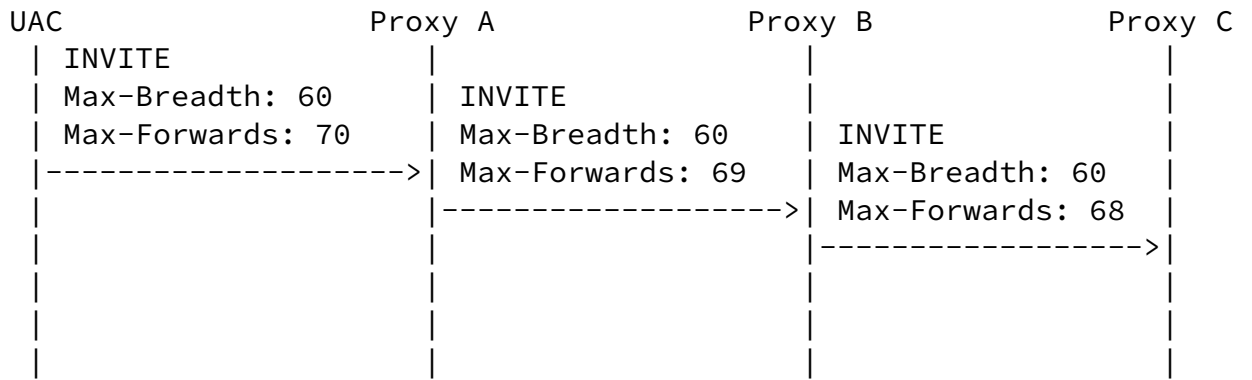 UAC Proxy A Proxy B Proxy C
INVITE
Max-Breadth: 60 INVITE
Max-Forwards: 70 Max-Breadth: 60 INVITE
Max-Forwards: 69 Max-Breadth: 60
Max-Forwards: 68